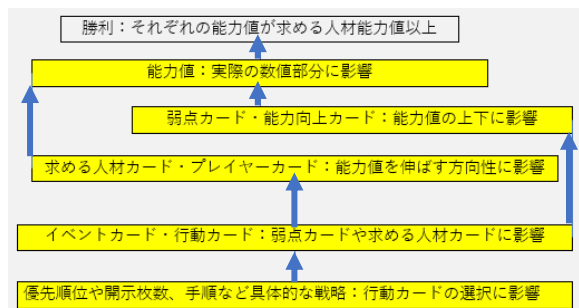 勝利：それぞれの能力値が求める人材能力値以上
能力値：実際の数値部分に影響
弱点カード・能力向上カード：能力値の上下に影響
求める人材カード・プレイヤーカード：能力値を伸ばす方向性に影響
イベントカード・行動カード：弱点カードや求める人材カードに影響
優先順位や開示枚数、手順など具体的な戦略：行動カードの選択に影響